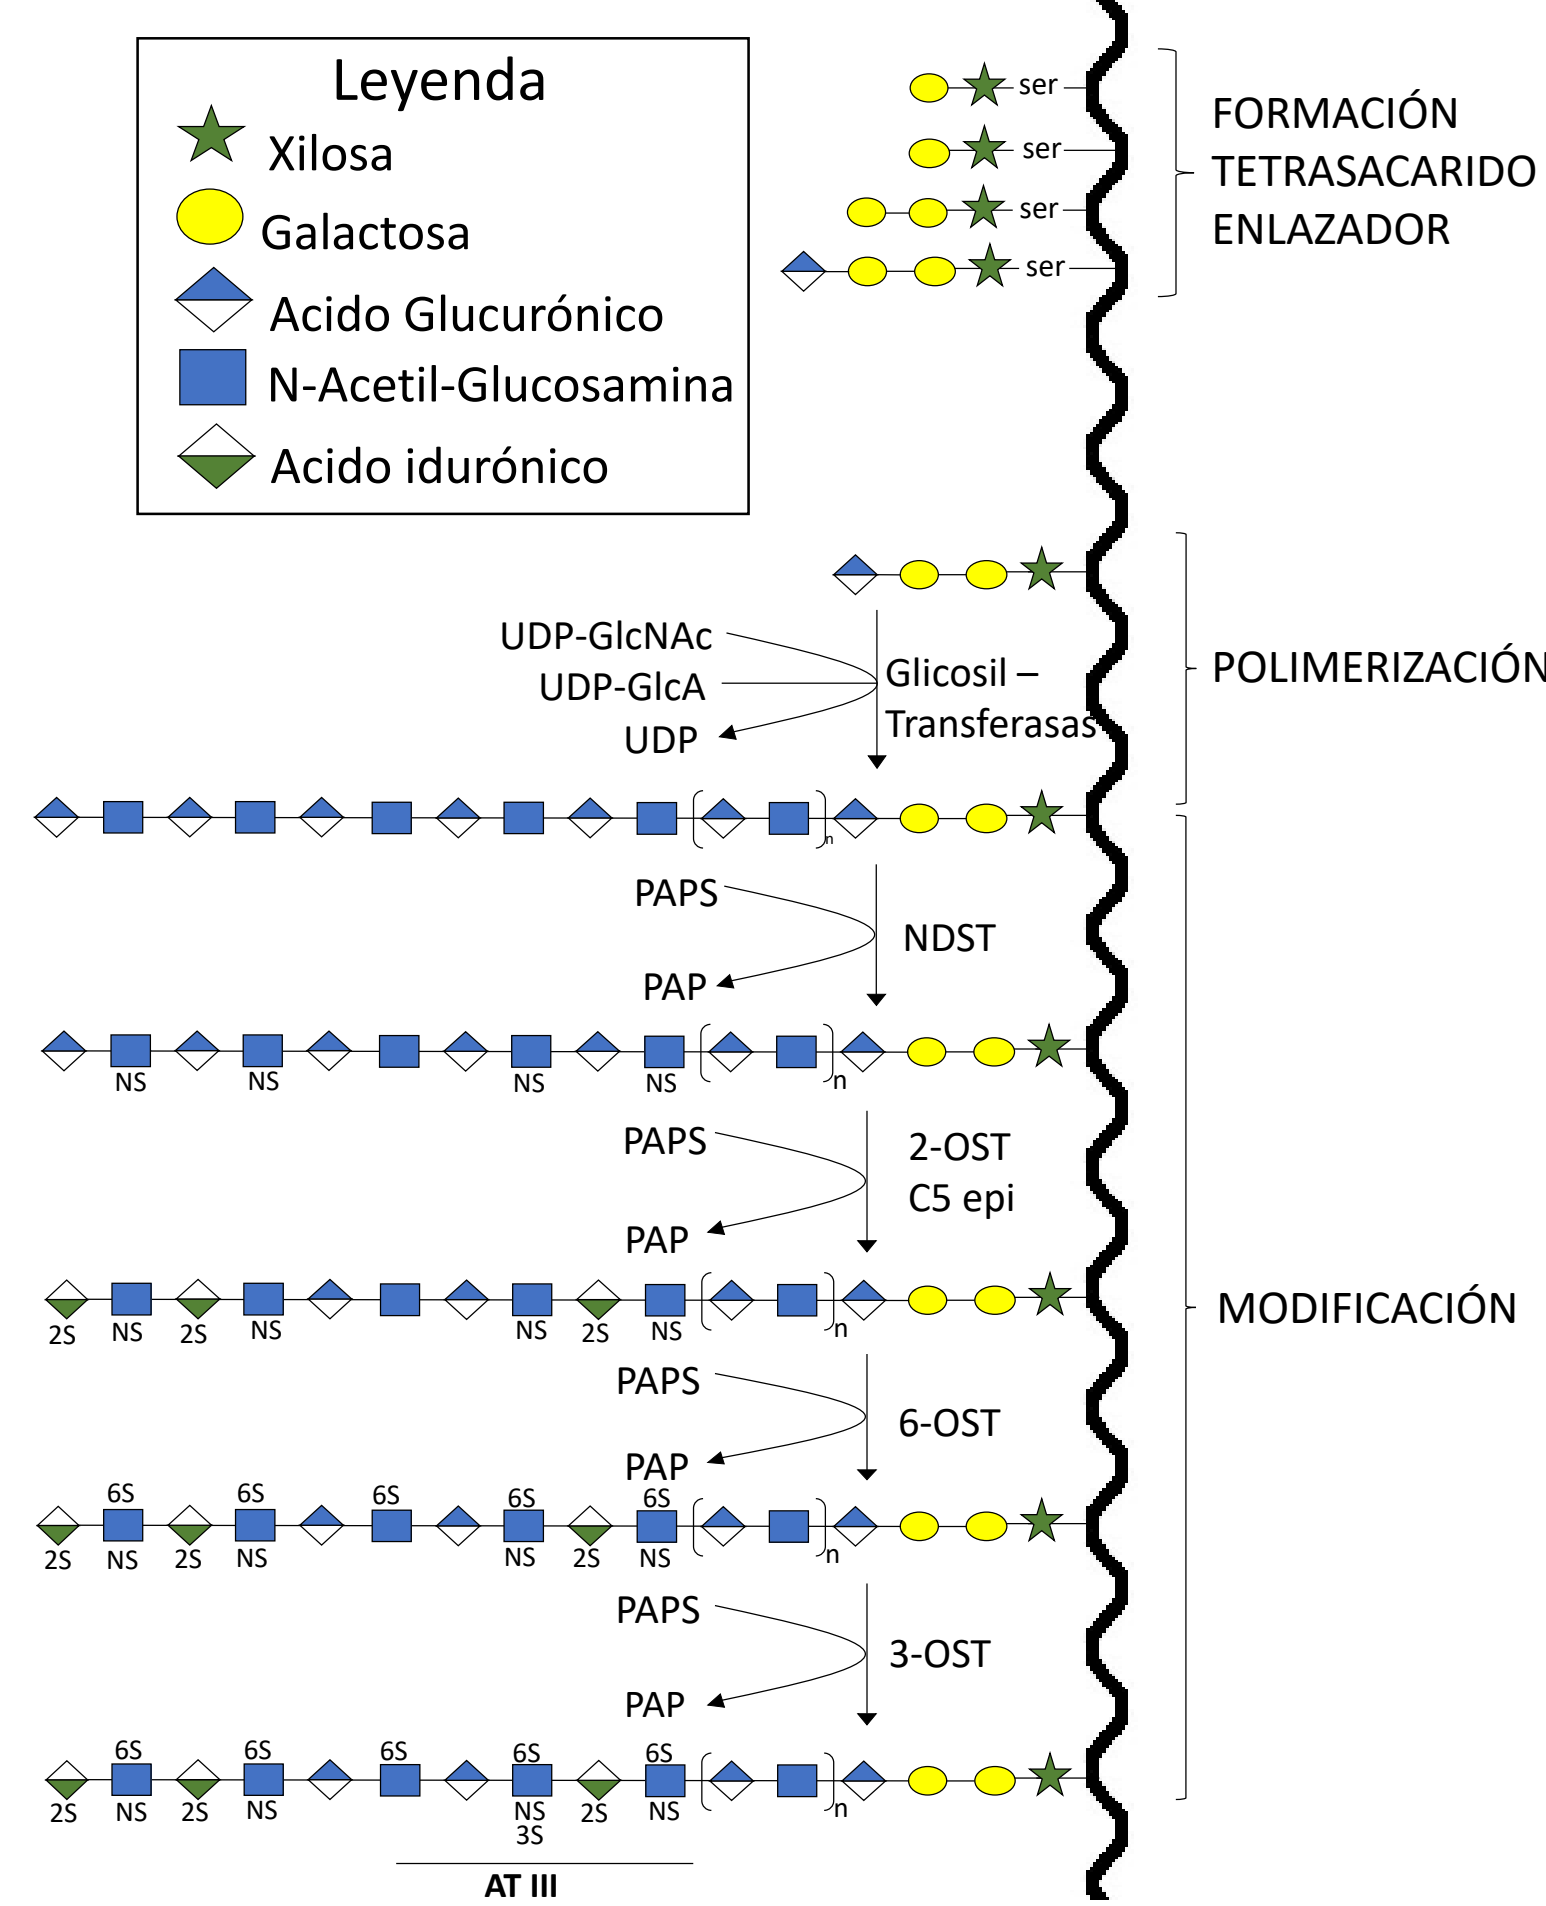 Leyenda
Xilosa
Galactosa
Acido Glucurónico
N-Acetil-Glucosamina
Acido idurónico
ser
ser
ser
ser
FORMACIÓN
TETRASACARIDO
ENLAZADOR
UDP-GlcNAc
UDP-GlcA
UDP
Glicosil –
Transferasas
POLIMERIZACIÓN
n
PAPS
NDST
PAP
NS NS NS NS n
PAPS
2-OST
C5 epi
PAP
2S NS 2S NS NS 2S NS n
MODIFICACIÓN
PAPS
6-OST
PAP
6S 6S 6S 6S 6S
2S NS 2S NS NS 2S NS n
PAPS
3-OST
PAP
6S 6S 6S 6S 6S
2S NS 2S NS NS 2S NS n
3S
AT III